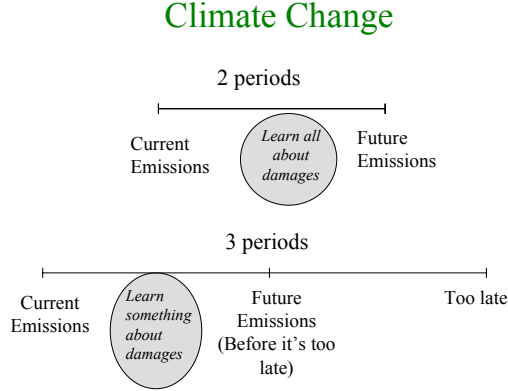 Climate Change
2 periods
Current
Emissions
Learn all
about
damages
Future
Emissions
3 periods
Current
Emissions
Learn
something
about
damages
Future
Emissions
(Before it's too
late)
Too late